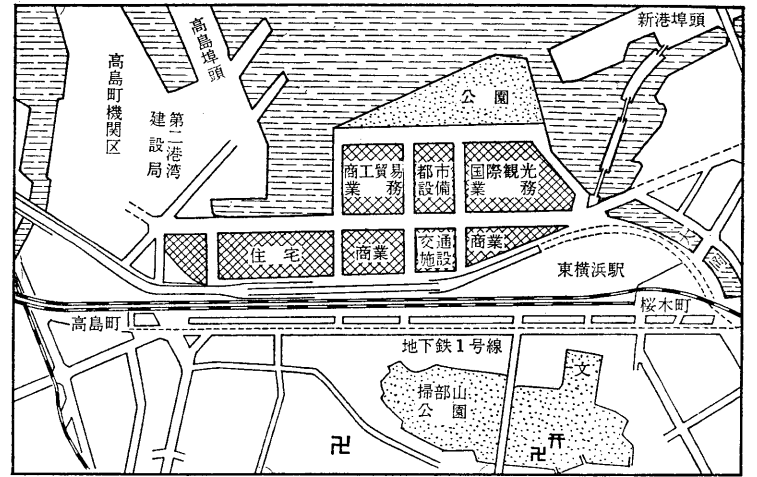 新港埠頭
高島埠頭
高島町機関区
第二港湾
建設局
公園
商工貿易
業務
都市
設備
国際観光
業務
住宅
商業
交通
施設
商業
東横浜駅
桜木町
高島町
地下鉄1号線
掃部山
公園
文
卍
卍